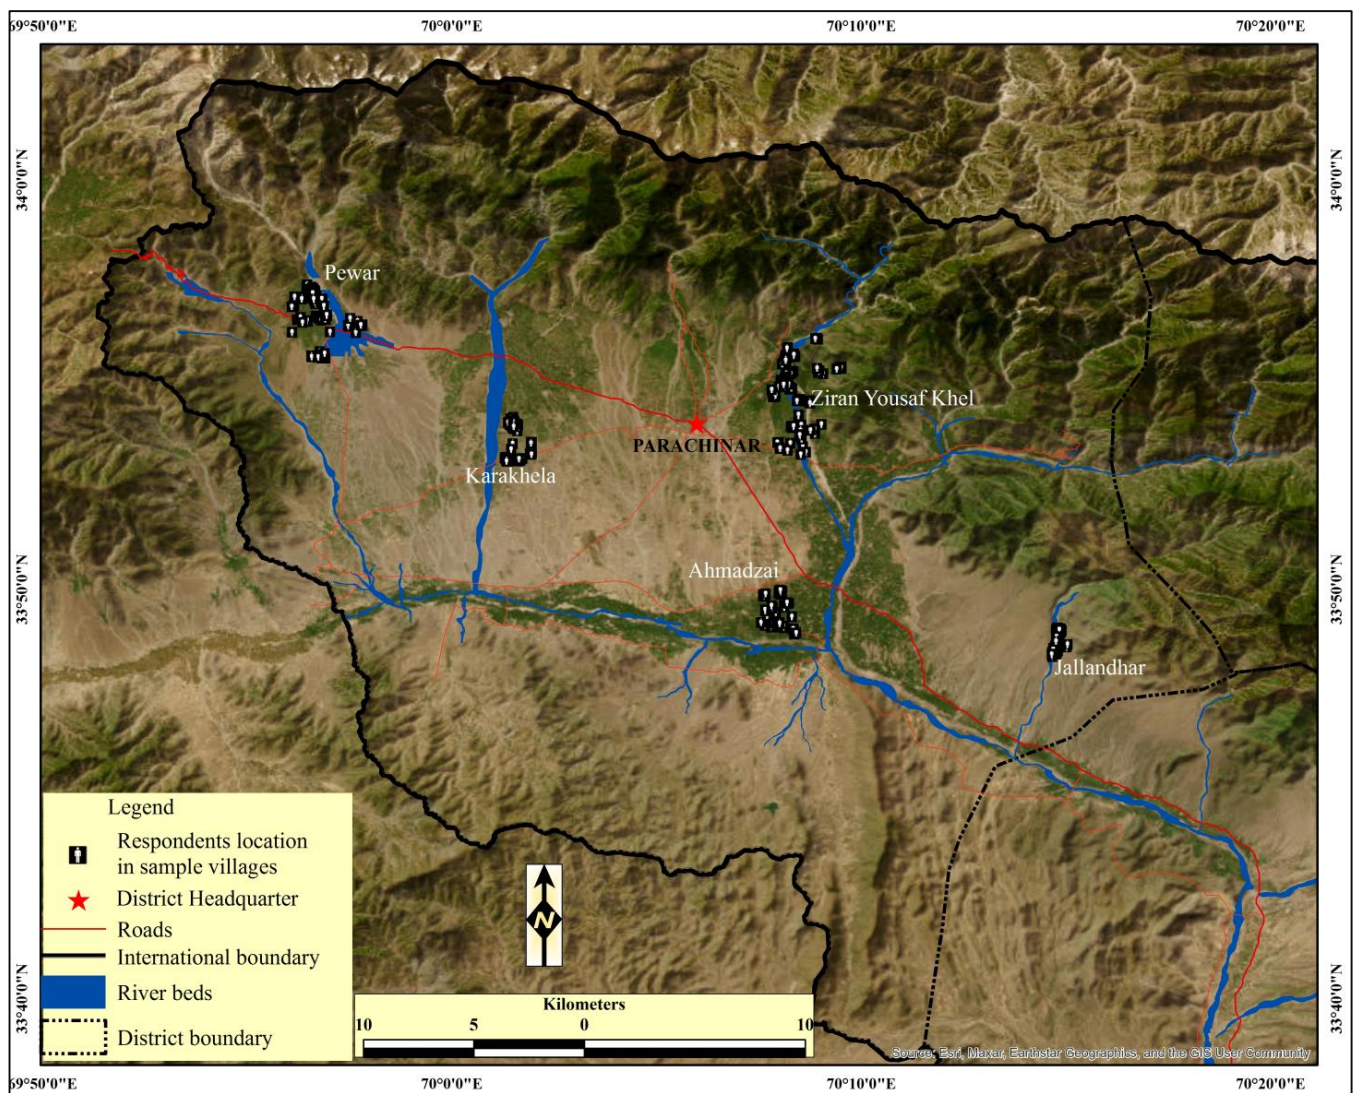 69°50'0"E
70°0'0"E
70°10'0"E
70°20'0"E
34°0'0"N
34°0'0"N
Pewar
Ziran Yousaf Khel
PARACHINAR
Karakhela
33°50'0"N
33°50'0"N
Ahmadzai
Jallandhar
Legend
Respondents location
in sample villages
District Headquarter
Roads
International boundary
River beds
District boundary
N
Kilometers
10 5 0 10
33°40'0"N
33°40'0"N
Source: Esri, Maxar, Earthstar Geographics, and the GIS User Community
69°50'0"E
70°0'0"E
70°10'0"E
70°20'0"E